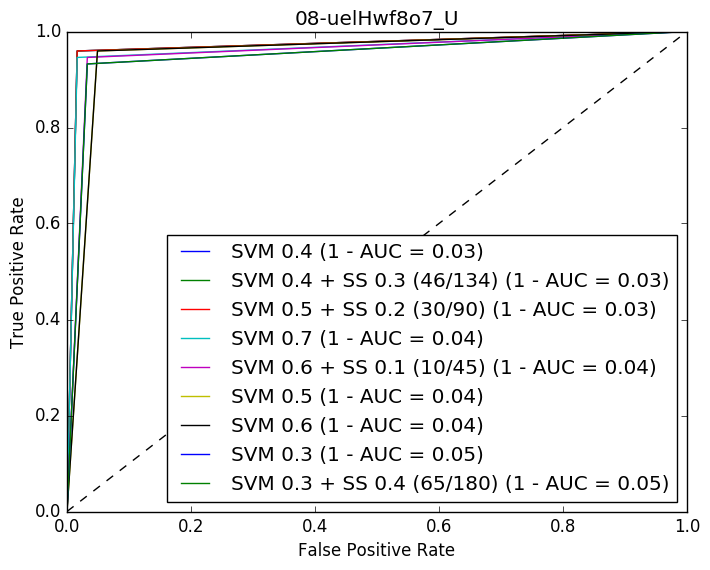 08-uelHwf8o7_U
1.0
0.8
0.6
0.4
0.2
0.0
True Positive Rate
SVM 0.4 (1 - AUC = 0.03)
SVM 0.4 + SS 0.3 (46/134) (1 - AUC = 0.03)
SVM 0.5 + SS 0.2 (30/90) (1 - AUC = 0.03)
SVM 0.7 (1 - AUC = 0.04)
SVM 0.6 + SS 0.1 (10/45) (1 - AUC = 0.04)
SVM 0.5 (1 - AUC = 0.04)
SVM 0.6 (1 - AUC = 0.04)
SVM 0.3 (1 - AUC = 0.05)
SVM 0.3 + SS 0.4 (65/180) (1 - AUC = 0.05)
0.0 0.2 0.4 0.6 0.8 1.0
False Positive Rate